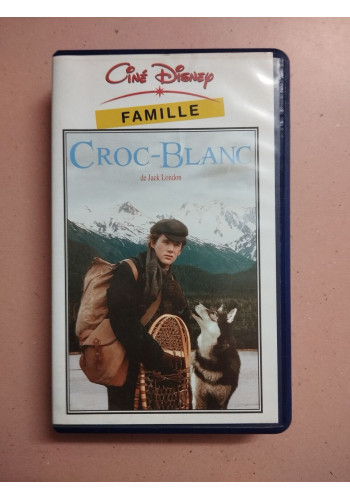 Ciné Disney
FAMILLE
CROC-BLANC
de Jack London